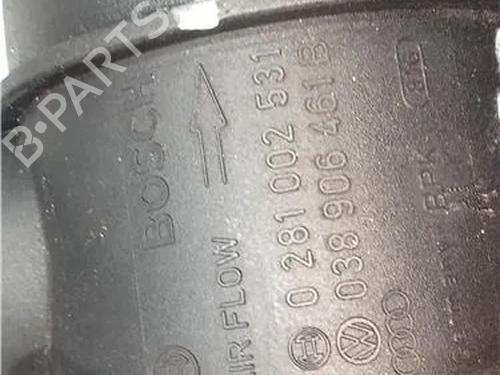 B-PARTS
BOSCH
AIR FLOW
0 281 002 531
038 906 461 B